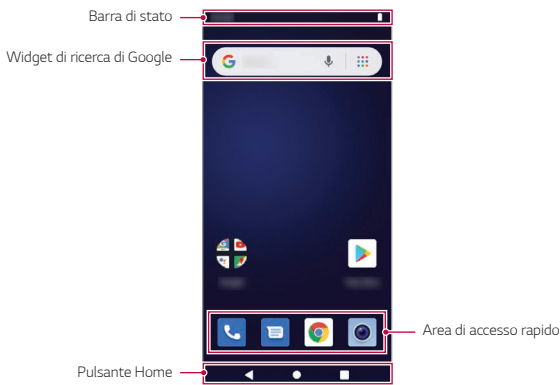 Barra di stato
Widget di ricerca di Google
Area di accesso rapido
Pulsante Home